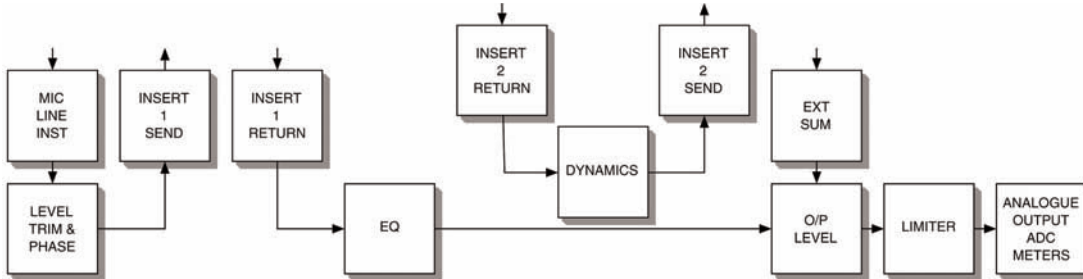 MIC
LINE
INST
INSERT
1
SEND
INSERT
1
RETURN
INSERT
2
RETURN
INSERT
2
SEND
EXT
SUM
DYNAMICS
LEVEL
TRIM &
PHASE
EQ
O/P
LEVEL
LIMITER
ANALOGUE
OUTPUT
ADC
METERS